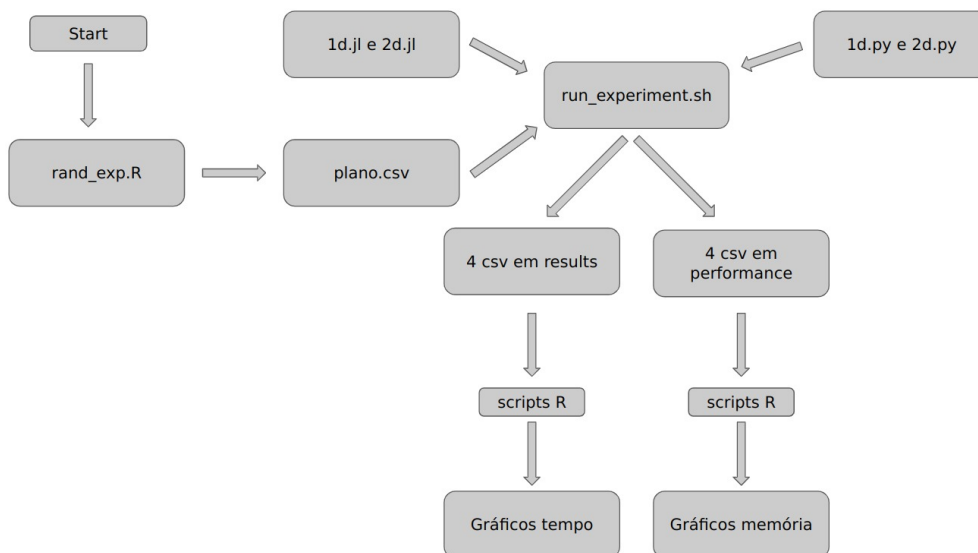 Start
1d.jl e 2d.jl
1d.py e 2d.py
run_experiment.sh
rand_exp.R
plano.csv
4 csv em results
4 csv em
performance
scripts R
scripts R
Gráficos tempo
Gráficos memória